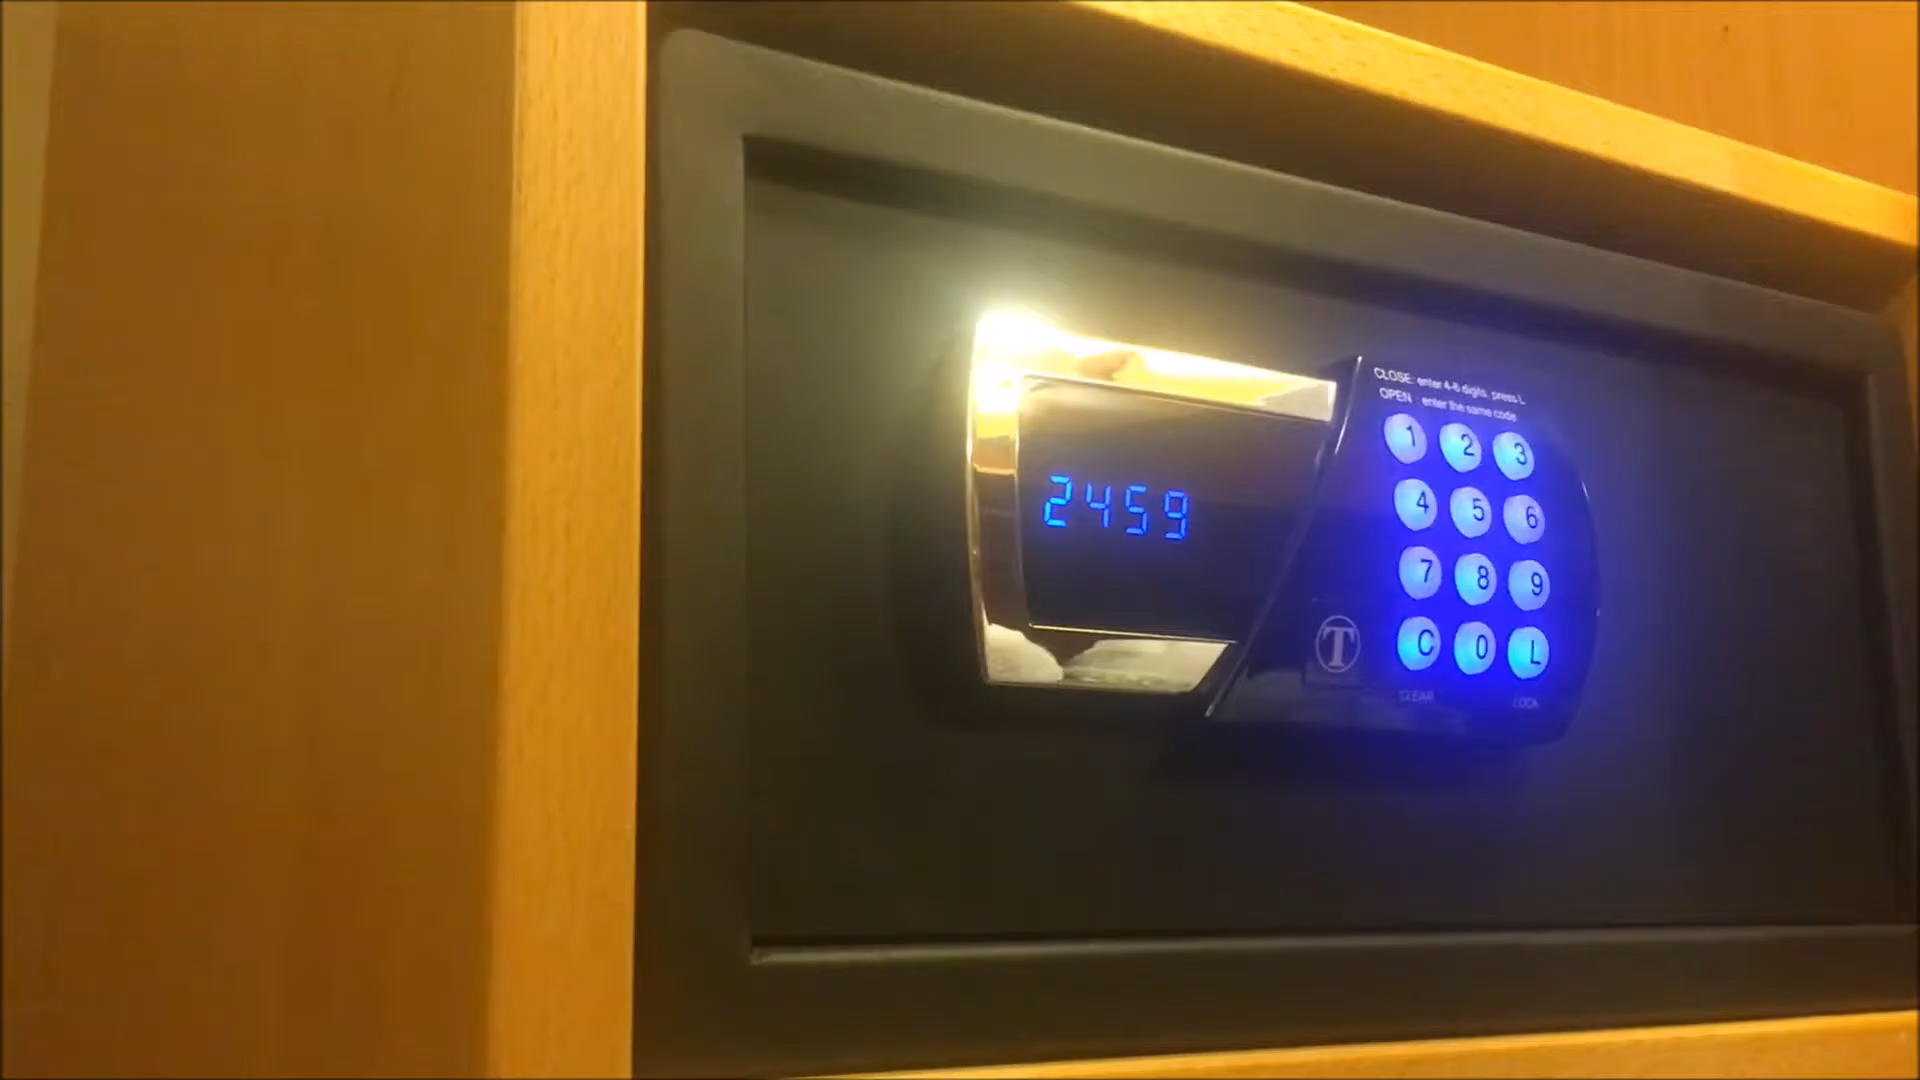 CLOSE: enter 4-6 digits, press L
OPEN : enter the same code
2459
1 2 3
4 5 6
7 8 9
C 0 L
T
CLEAR LOCK